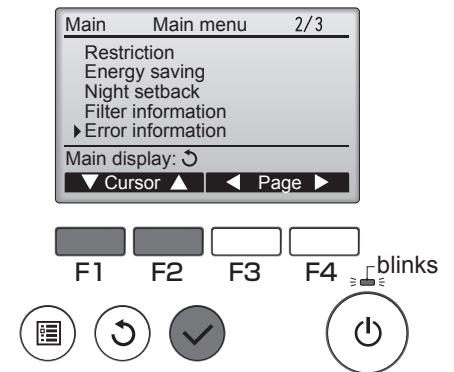 Main Main menu 2/3
Restriction
Energy saving
Night setback
Filter information
Error information
Main display:
Cursor Page
F1 F2 F3 F4
blinks